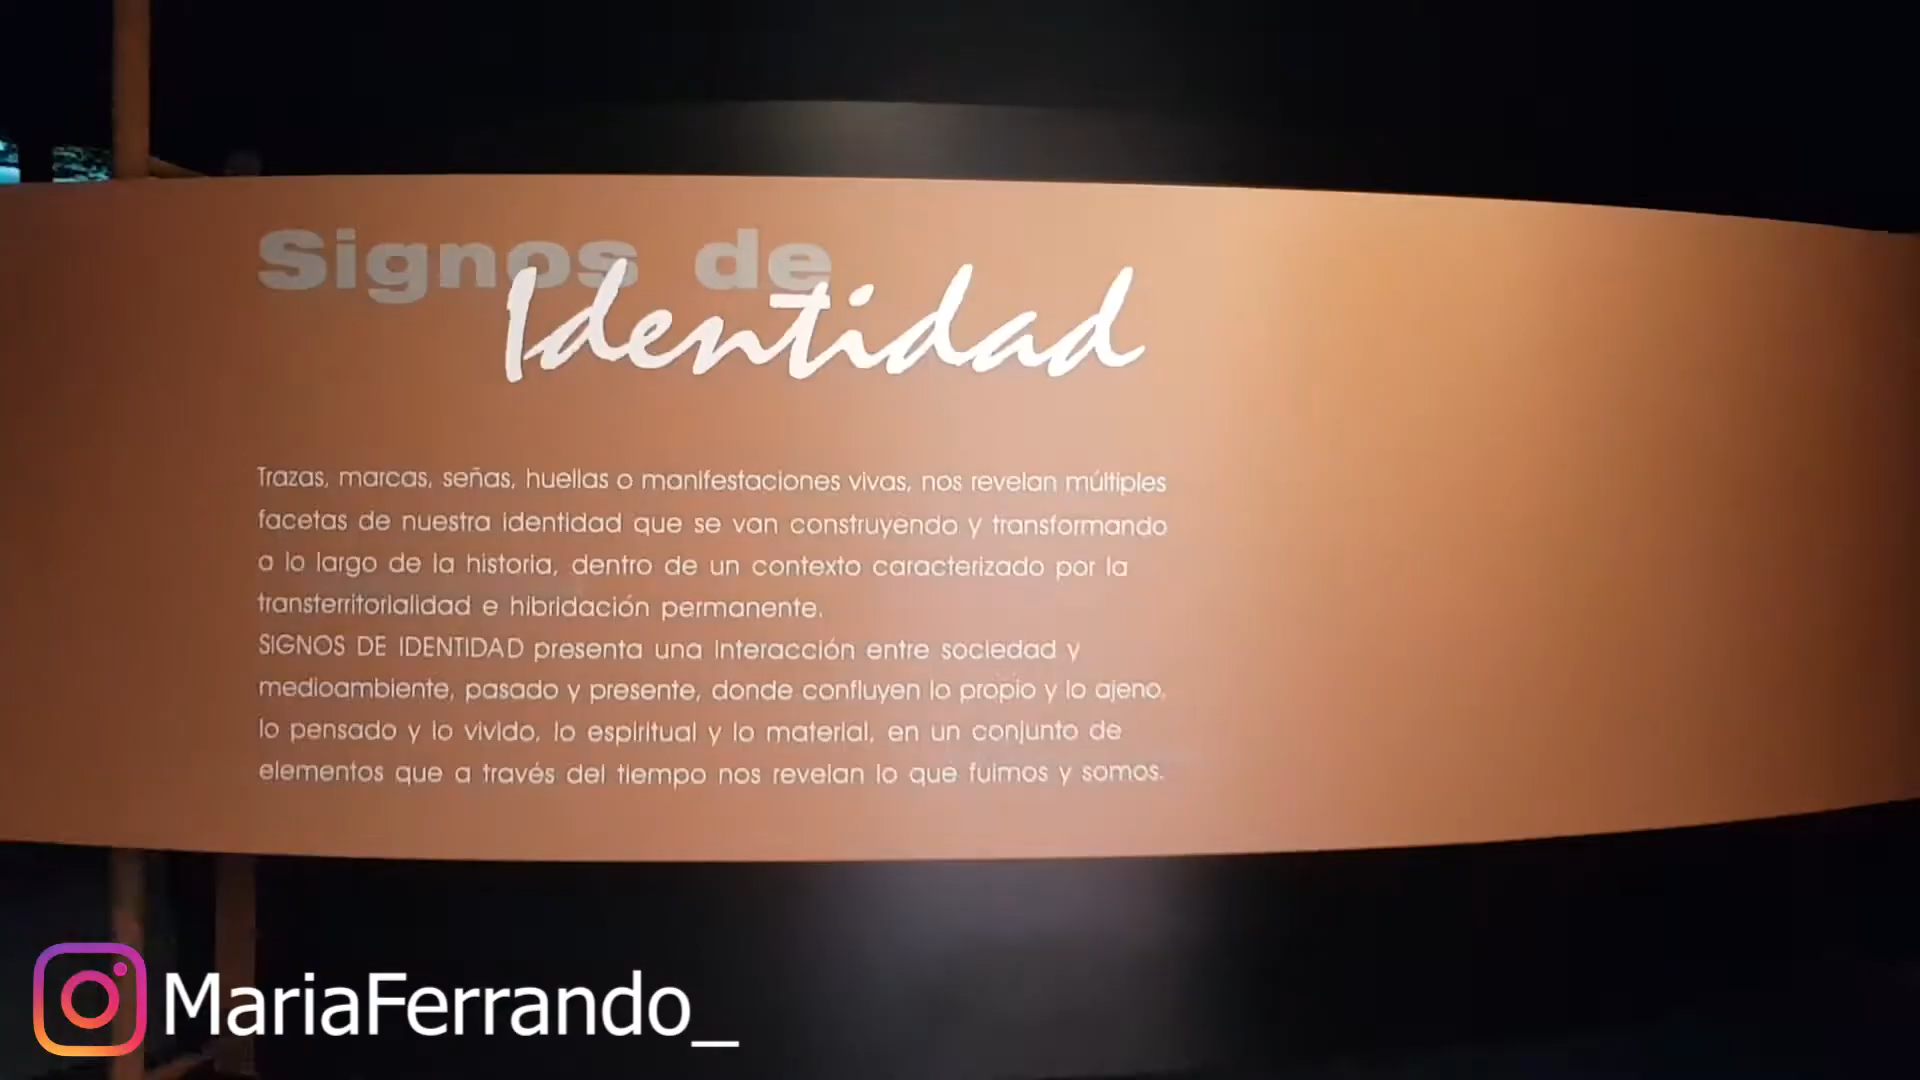 Signos de
Identidad
Trazas, marcas, señas, huellas o manifestaciones vivas, nos revelan múltiples
facetas de nuestra identidad que se van construyendo y transformando
a lo largo de la historia, dentro de un contexto caracterizado por la
transterritorialidad e hibridación permanente.
SIGNOS DE IDENTIDAD presenta una interacción entre sociedad y
medioambiente, pasado y presente, donde confluyen lo propio y lo ajeno,
lo pensado y lo vivido, lo espiritual y lo material, en un conjunto de
elementos que a través del tiempo nos revelan lo que fuimos y somos.
MariaFerrando_